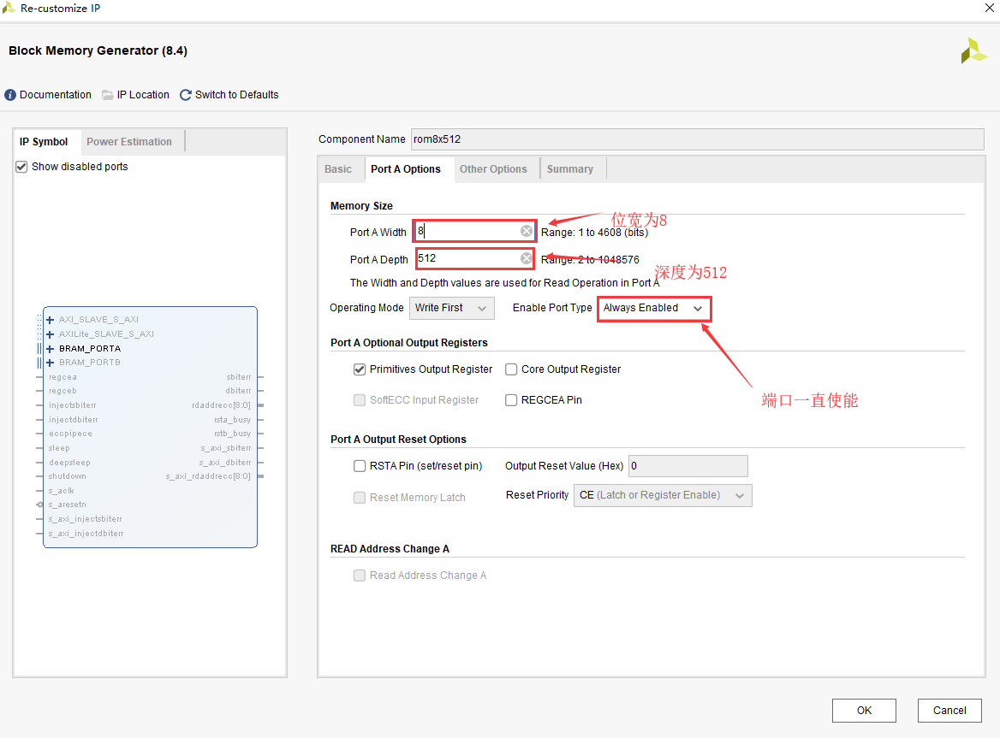 Re-customize IP
Block Memory Generator (8.4)
Documentation IP Location Switch to Defaults
IP Symbol Power Estimation
Show disabled ports
AXI_SLAVE_S_AXI
AXILite_SLAVE_S_AXI
BRAM_PORTA
BRAM_PORTB
regcea sbiterr
regceb dbiterr
injectsbiterr rdaddrecc[8:0]
injectdbiterr rsta_busy
eccpipece rstb_busy
sleep s_axi_sbiterr
deepsleep s_axi_dbiterr
shutdown s_axi_rdaddrecc[8:0]
s_aclk
s_aresetn
s_axi_injectsbiterr
s_axi_injectdbiterr
Component Name rom8x512
Basic Port A Options Other Options Summary
Memory Size
Port A Width 8 Range: 1 to 4608 (bits) 位宽为8
Port A Depth 512 Range: 2 to 1048576
深度为512
The Width and Depth values are used for Read Operation in Port A
Operating Mode Write First Enable Port Type Always Enabled
Port A Optional Output Registers
Primitives Output Register Core Output Register
SoftECC Input Register REGCEA Pin
端口一直使能
Port A Output Reset Options
RSTA Pin (set/reset pin) Output Reset Value (Hex) 0
Reset Memory Latch Reset Priority CE (Latch or Register Enable)
READ Address Change A
Read Address Change A
OK Cancel